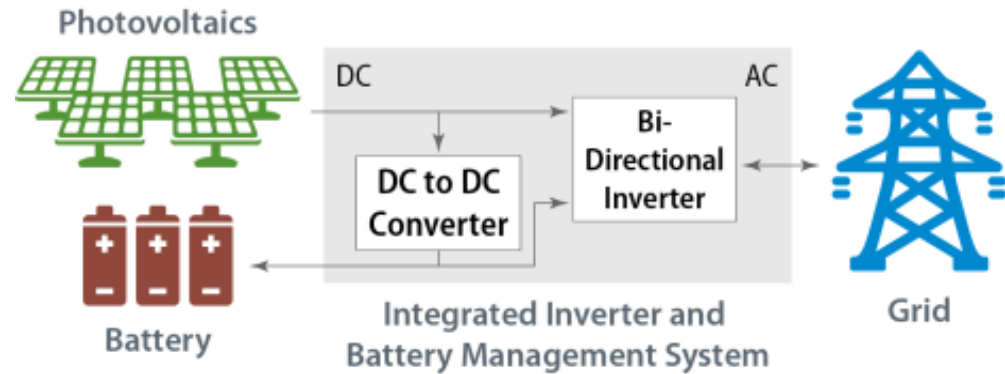 Photovoltaics
DC
AC
Bi-
Directional
Inverter
DC to DC
Converter
Battery
Integrated Inverter and
Battery Management System
Grid